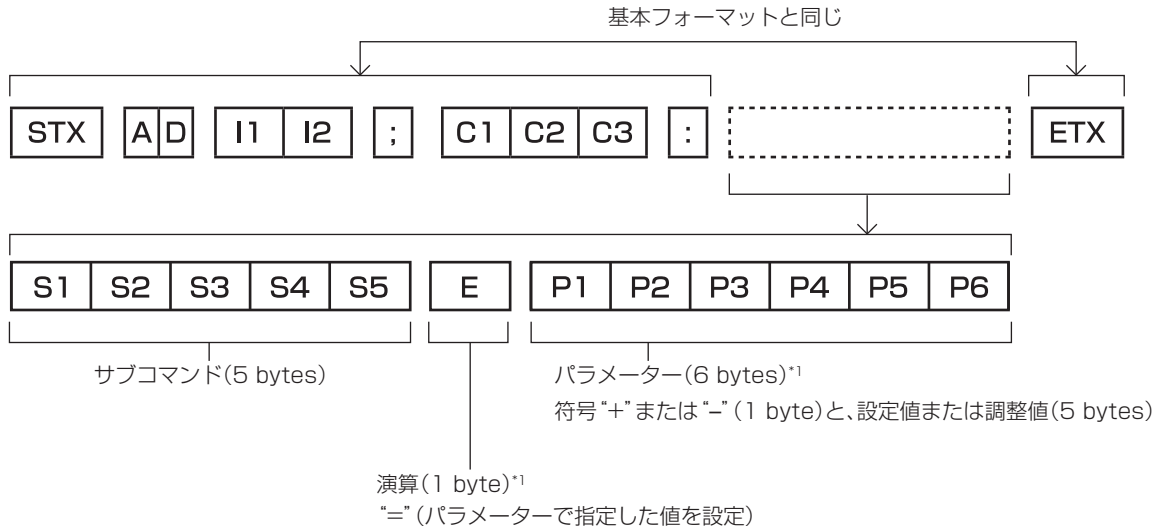 基本フォーマットと同じ
STX A D I1 I2 ; C1 C2 C3 : ETX
S1 S2 S3 S4 S5 E P1 P2 P3 P4 P5 P6
サブコマンド(5 bytes)
パラメーター(6 bytes)*1
符号“+”または“−”(1 byte)と、設定値または調整値(5 bytes)
演算(1 byte)*1
“=”(パラメーターで指定した値を設定)